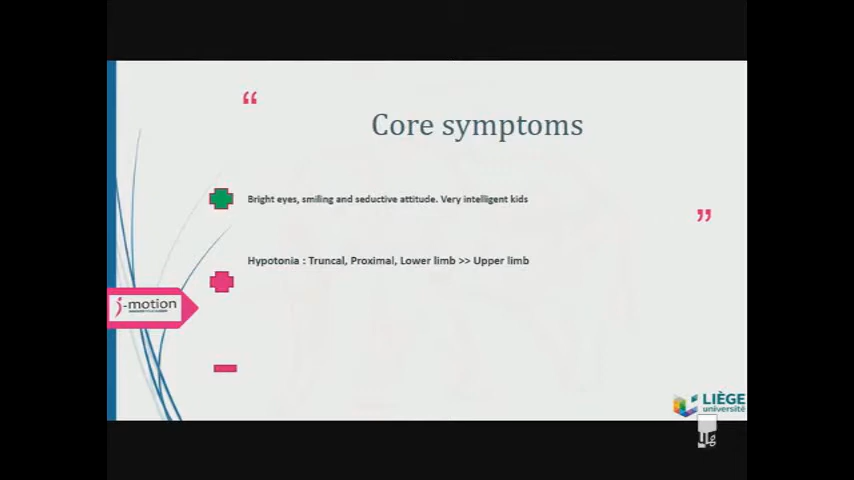 “
Core symptoms
Bright eyes, smiling and seductive attitude. Very intelligent kids
”
Hypotonia : Truncal, Proximal, Lower limb >> Upper limb
i-motion
LIÈGE
université